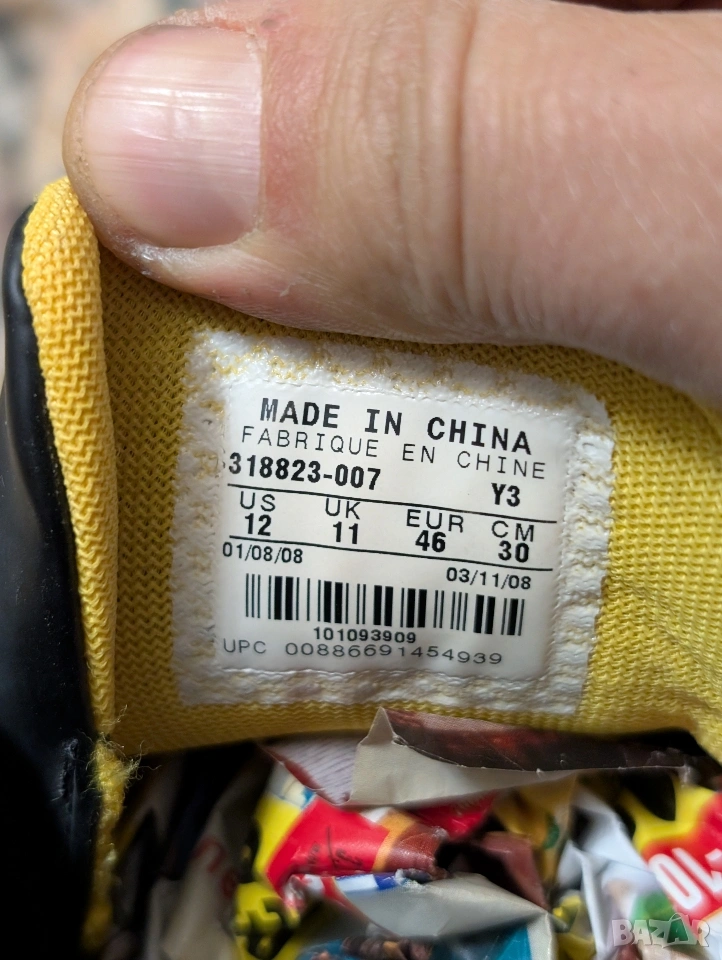 MADE IN CHINA
FABRIQUE EN CHINE
318823-007 Y3
US UK EUR CM
12 11 46 30
01/08/08 03/11/08
101093909
UPC 00886691454939
BAZAR